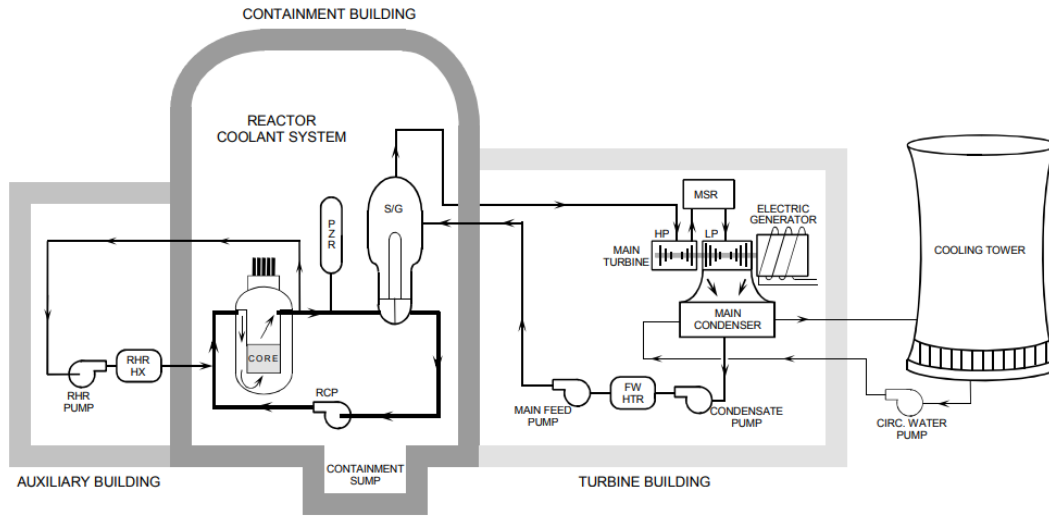 CONTAINMENT BUILDING
REACTOR
COOLANT SYSTEM
S/G
P
Z
R
MSR
ELECTRIC
GENERATOR
HP
LP
MAIN
TURBINE
COOLING TOWER
MAIN
CONDENSER
CORE
RHR
HX
RHR
PUMP
RCP
MAIN FEED
PUMP
FW
HTR
CONDENSATE
PUMP
CIRC. WATER
PUMP
CONTAINMENT
SUMP
AUXILIARY BUILDING
TURBINE BUILDING